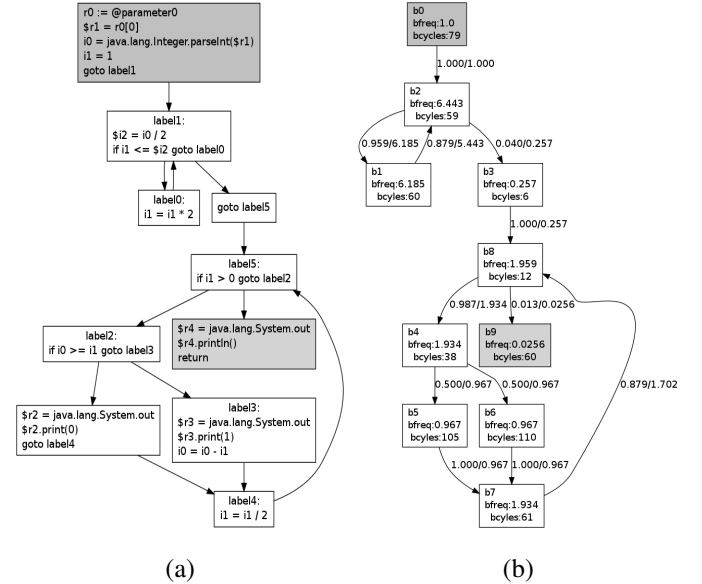 r0 := @parameter0
$r1 = r0[0]
i0 = java.lang.Integer.parseInt($r1)
i1 = 1
goto label1
label1:
$i2 = i0 / 2
if i1 <= $i2 goto label0
label0:
i1 = i1 * 2
goto label5
label5:
if i1 > 0 goto label2
label2:
if i0 >= i1 goto label3
$r4 = java.lang.System.out
$r4.println()
return
$r2 = java.lang.System.out
$r2.print(0)
goto label4
label3:
$r3 = java.lang.System.out
$r3.print(1)
i0 = i0 - i1
label4:
i1 = i1 / 2
(a)
b0
bfreq:1.0
bcycles:79
1.000/1.000
b2
bfreq:6.443
bcyles:59
0.959/6.185
0.879/5.443
0.040/0.257
b1
bfreq:6.185
bcyles:60
b3
bfreq:0.257
bcyles:6
1.000/0.257
b8
bfreq:1.959
bcyles:12
0.987/1.934
0.013/0.0256
b4
bfreq:1.934
bcyles:38
b9
bfreq:0.0256
bcyles:60
0.879/1.702
0.500/0.967
0.500/0.967
b5
bfreq:0.967
bcyles:105
b6
bfreq:0.967
bcyles:110
1.000/0.967
1.000/0.967
b7
bfreq:1.934
bcyles:61
(b)